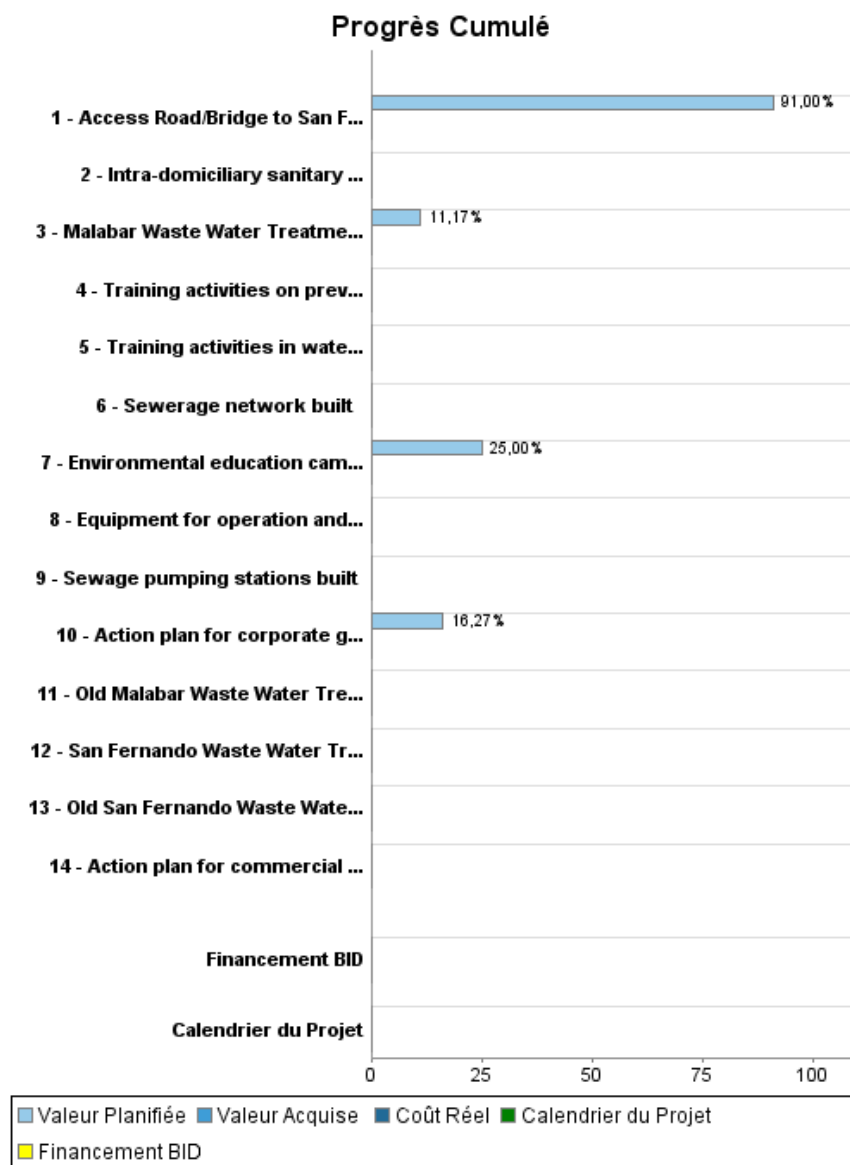 Progrès Cumulé
1 - Access Road/Bridge to San F...
91,00%
2 - Intra-domiciliary sanitary ...
3 - Malabar Waste Water Treatme...
11,17%
4 - Training activities on prev...
5 - Training activities in wate...
6 - Sewerage network built
7 - Environmental education cam...
25,00%
8 - Equipment for operation and...
9 - Sewage pumping stations built
10 - Action plan for corporate g...
16,27%
11 - Old Malabar Waste Water Tre...
12 - San Fernando Waste Water Tr...
13 - Old San Fernando Waste Wate...
14 - Action plan for commercial ...
Financement BID
Calendrier du Projet
0 25 50 75 100
Valeur Planifiée Valeur Acquise Coût Réel Calendrier du Projet
Financement BID